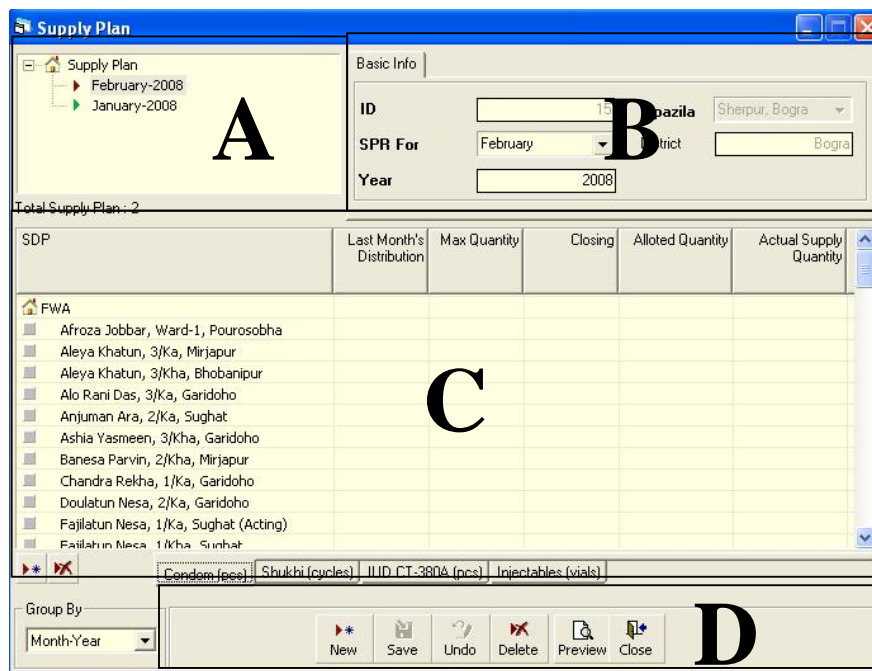 Supply Plan
Supply Plan
February-2008
January-2008
Total Supply Plan : 2
A
Basic Info
ID 15 Sherpur, Bogra
SPR For February Bogra
Year 2008
B
SDP Last Month's Distribution Max Quantity Closing Alloted Quantity Actual Supply Quantity
FWA
Afroza Jobbar, Ward-1, Pourosobha
Aleya Khatun, 3/Ka, Mirjapur
Aleya Khatun, 3/Kha, Bhobanipur
Alo Rani Das, 3/Ka, Garidoho
Anjuman Ara, 2/Ka, Sughat
Ashia Yasmeen, 3/Kha, Garidoho
Banesa Parvin, 2/Kha, Mirjapur
Chandra Rekha, 1/Ka, Garidoho
Doulatun Nesa, 2/Ka, Garidoho
Fajilatun Nesa, 1/Ka, Sughat (Acting)
Fajilatun Nesa, 1/Kha, Sughat
C
Condom (pcs) Shukhi (cycles) IUD CT-380A (pcs) Injectables (vials)
Group By
Month-Year
New Save Undo Delete Preview Close
D